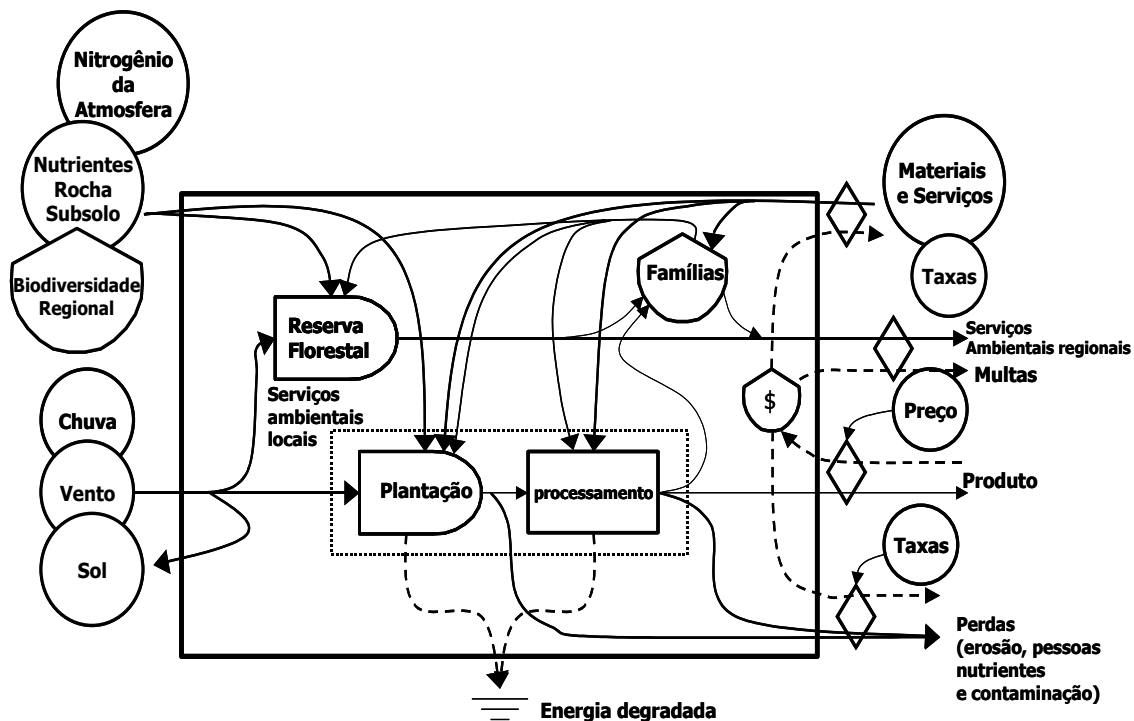 Nitrogênio
da
Atmosfera
Nutrientes
Rocha
Subsolo
Biodiversidade
Regional
Chuva
Vento
Sol
Reserva
Florestal
Serviços
ambientais
locais
Plantação
processamento
Famílias
$
Materiais
e Serviços
Taxas
Serviços
Ambientais regionais
Multas
Preço
Produto
Taxas
Perdas
(erosão, pessoas
nutrientes
e contaminação)
Energia degradada